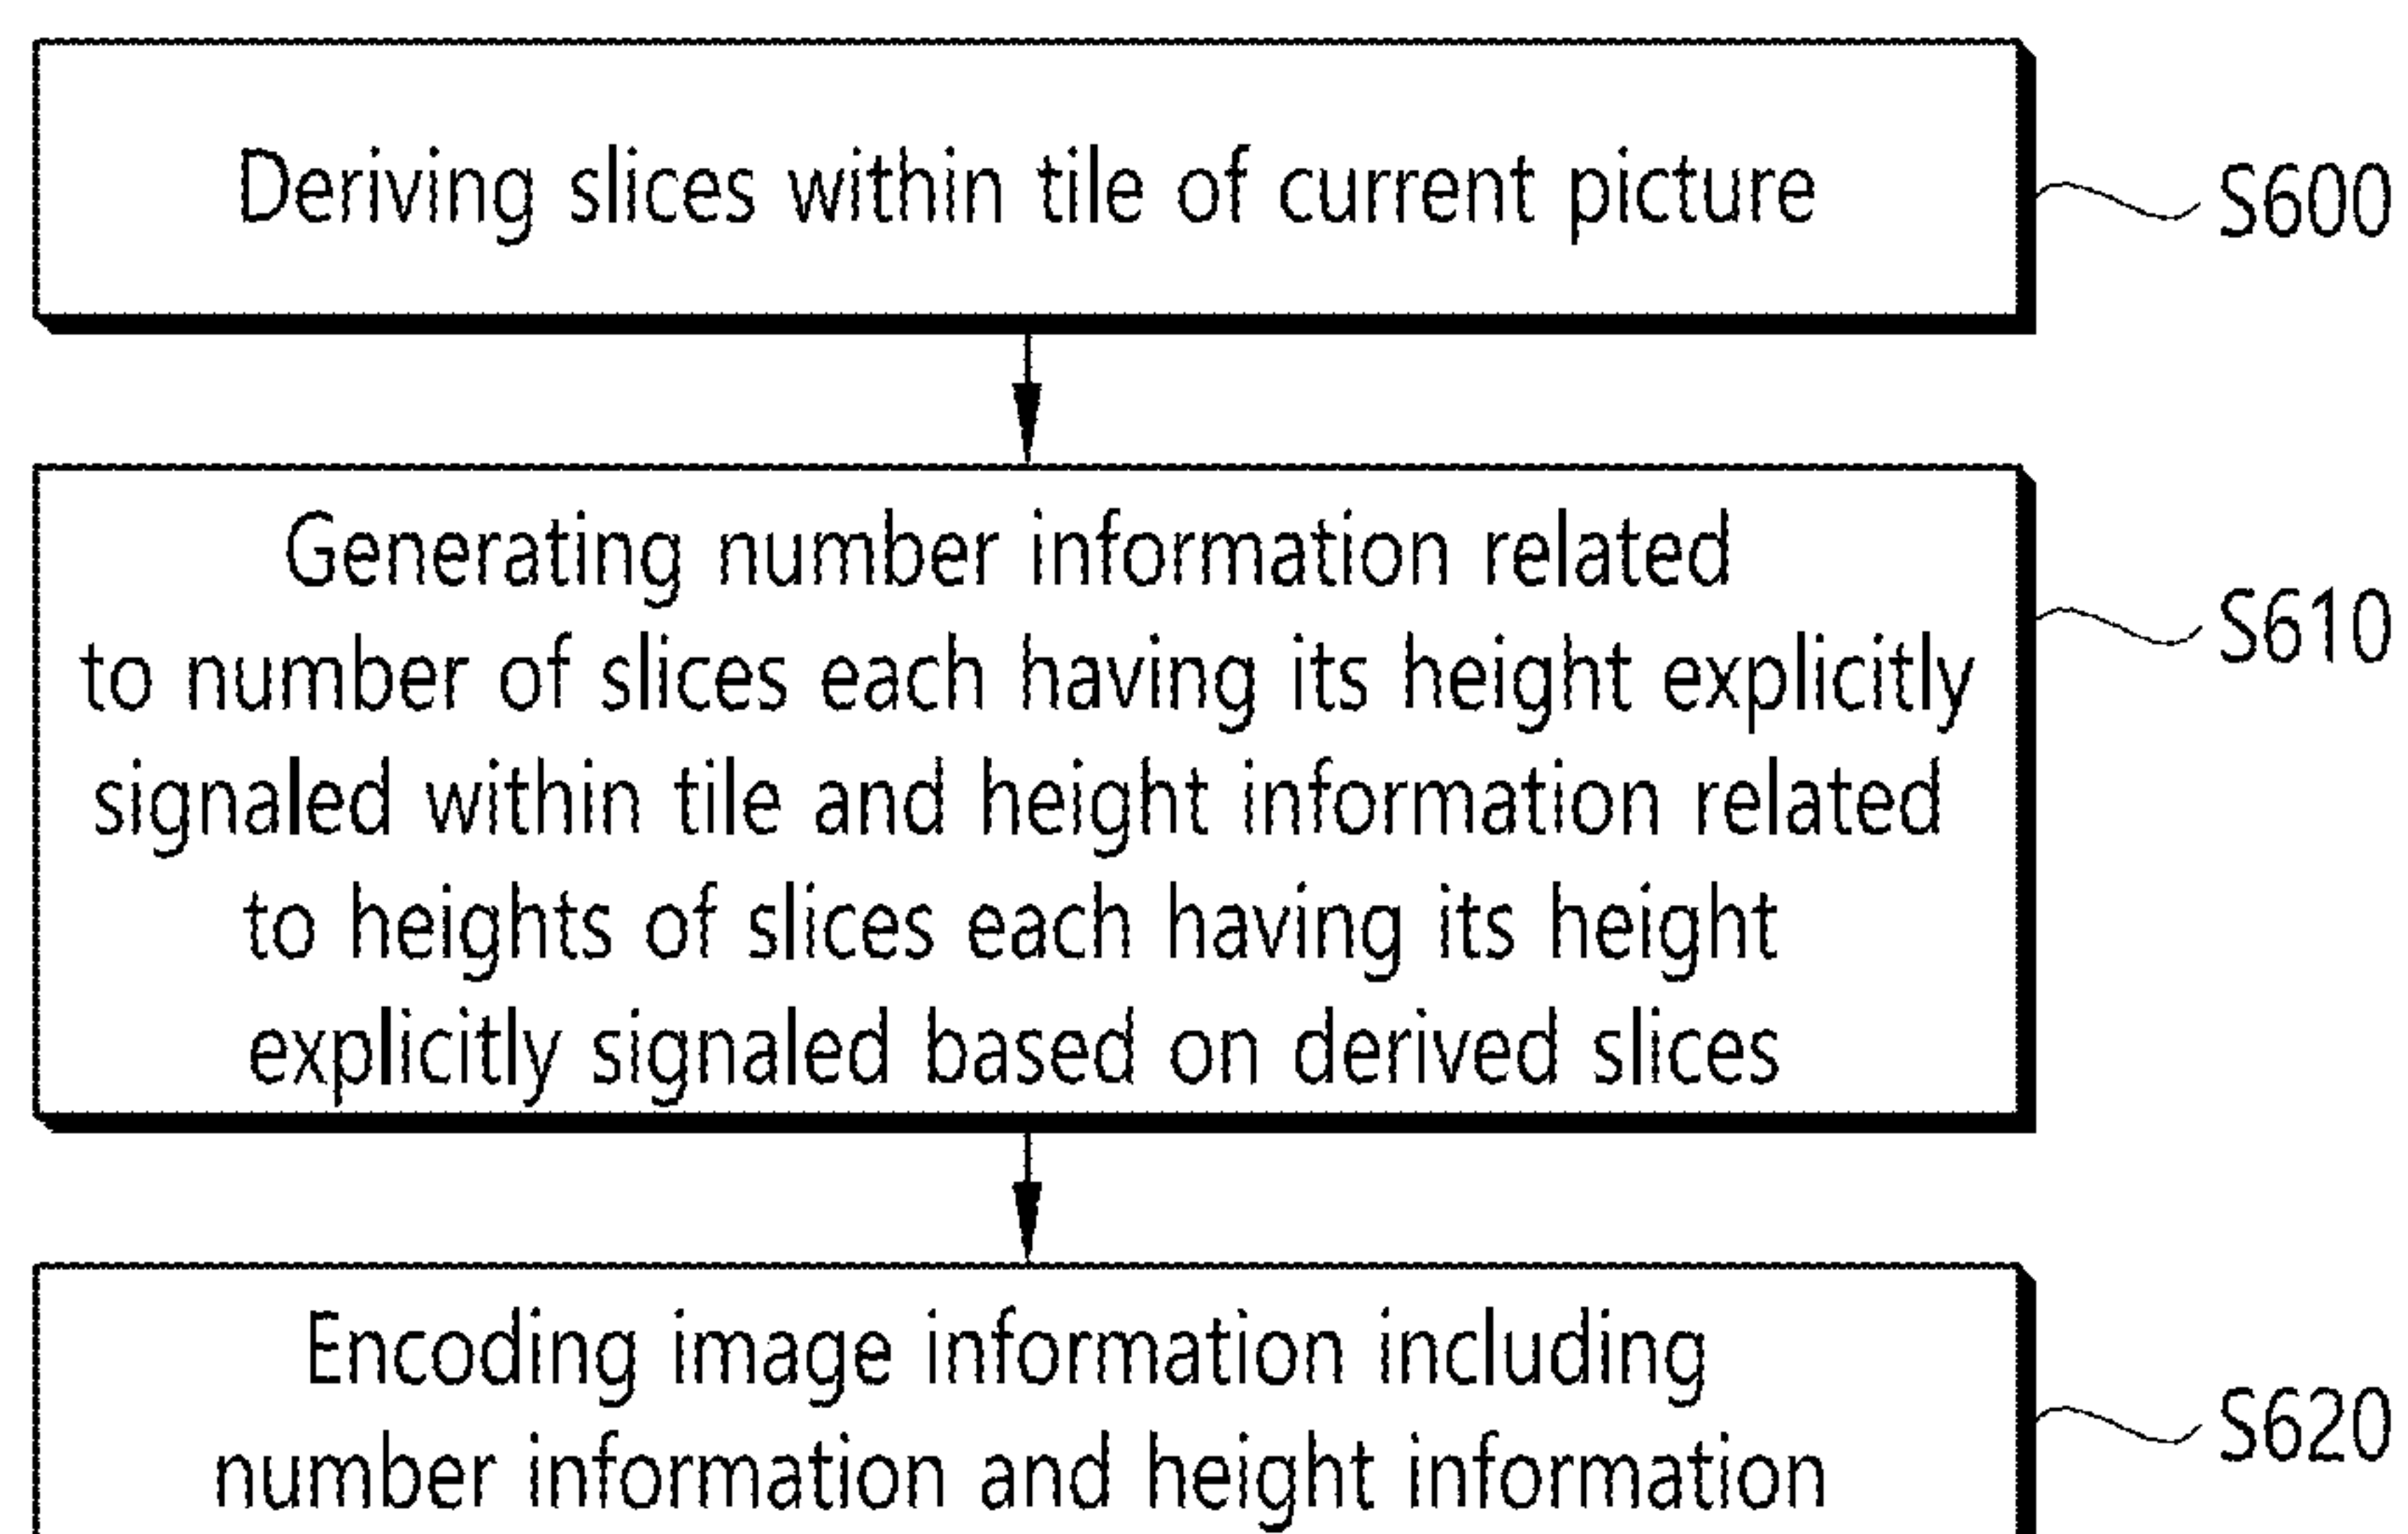 Deriving slices within tile of current picture
S600
Generating number information related
to number of slices each having its height explicitly
signaled within tile and height information related
to heights of slices each having its height
explicitly signaled based on derived slices
S610
Encoding image information including
number information and height information
S620